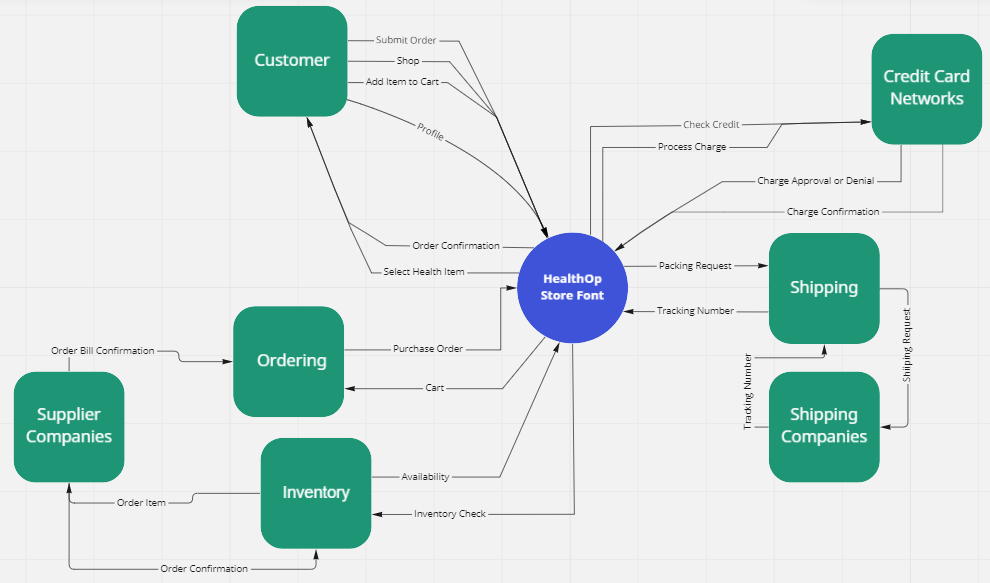 Submit Order
Customer
Shop
Add Item to Cart
Profile
Credit Card
Networks
Check Credit
Process Charge
Charge Approval or Denial
Charge Confirmation
Order Confirmation
Select Health Item
HealthOp
Store Font
Packing Request
Shipping
Tracking Number
Shiping Request
Order Bill Confirmation
Purchase Order
Ordering
Cart
Tracking Number
Supplier
Companies
Shipping
Companies
Availability
Inventory
Order Item
Inventory Check
Order Confirmation